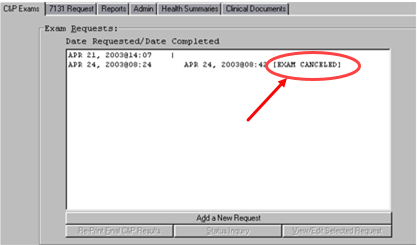 C&P Exams 7131 Request Reports Admin Health Summaries Clinical Documents
Exam Requests:
Date Requested/Date Completed
APR 21, 2003@14:07 |
APR 24, 2003@08:24 APR 24, 2003@08:42 [EXAM CANCELED]
Add a New Request
Re-Print Final C&P Results Status Inquiry View/Edit Selected Request